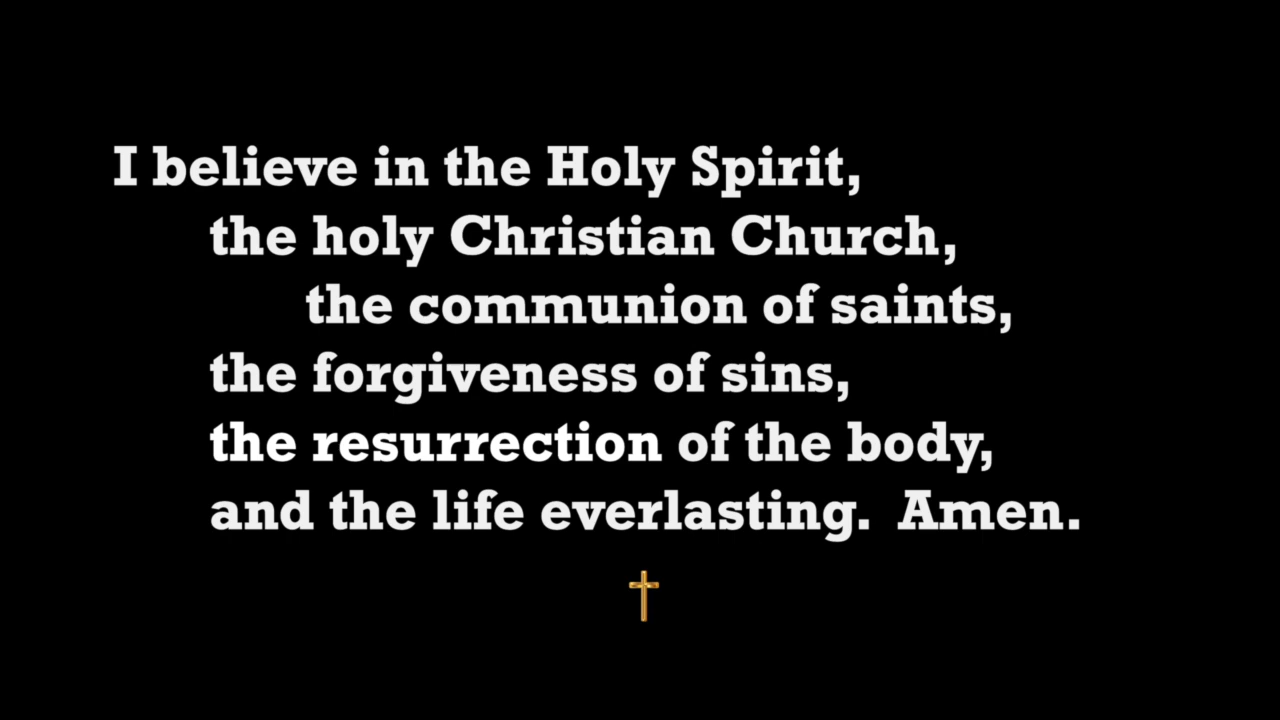 I believe in the Holy Spirit,
the holy Christian Church,
the communion of saints,
the forgiveness of sins,
the resurrection of the body,
and the life everlasting.  Amen.